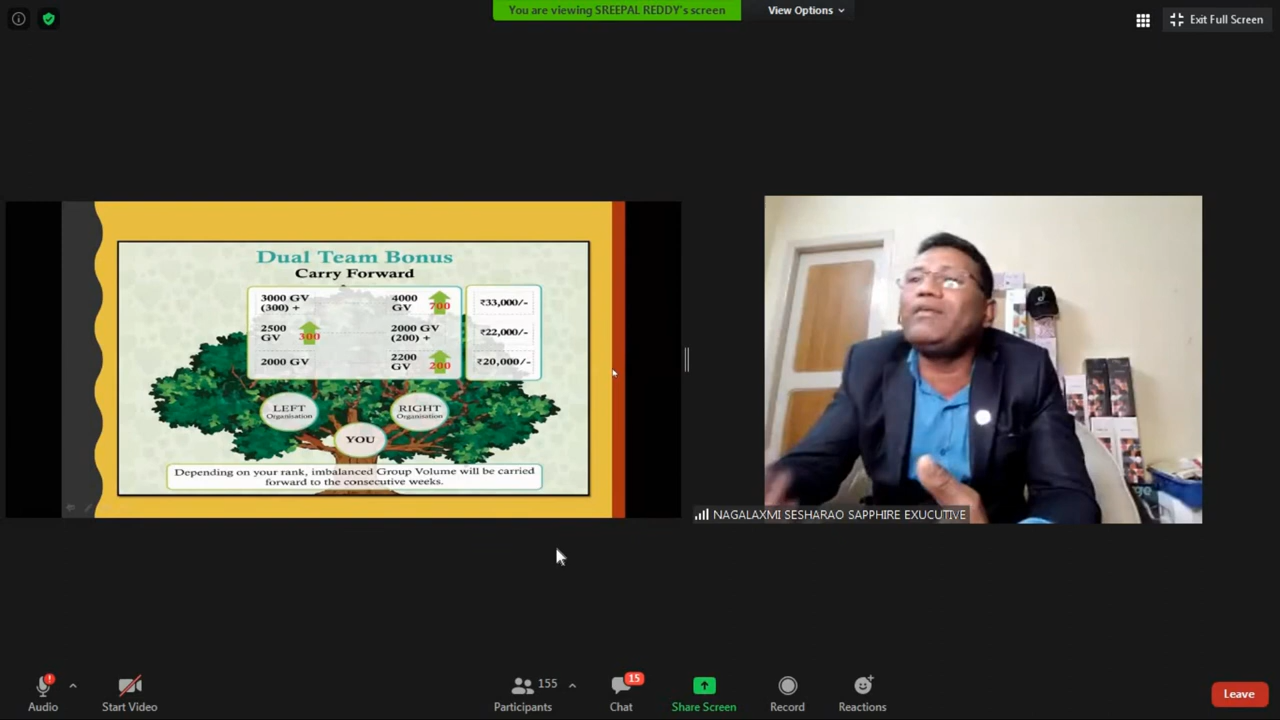 You are viewing SREEPAL REDDY's screen
View Options
Exit Full Screen
Dual Team Bonus
Carry Forward
3000 GV
(300) +
4000
GV
700
₹33,000/-
2500
GV
300
2000 GV
(200) +
₹22,000/-
2000 GV
2200
GV
200
₹20,000/-
LEFT
Organisation
RIGHT
Organisation
YOU
Depending on your rank, imbalanced Group Volume will be carried
forward to the consecutive weeks.
NAGALAXMI SESHARAO SAPPHIRE EXUCUTIVE
Audio
Start Video
155
Participants
15
Chat
Share Screen
Record
Reactions
Leave